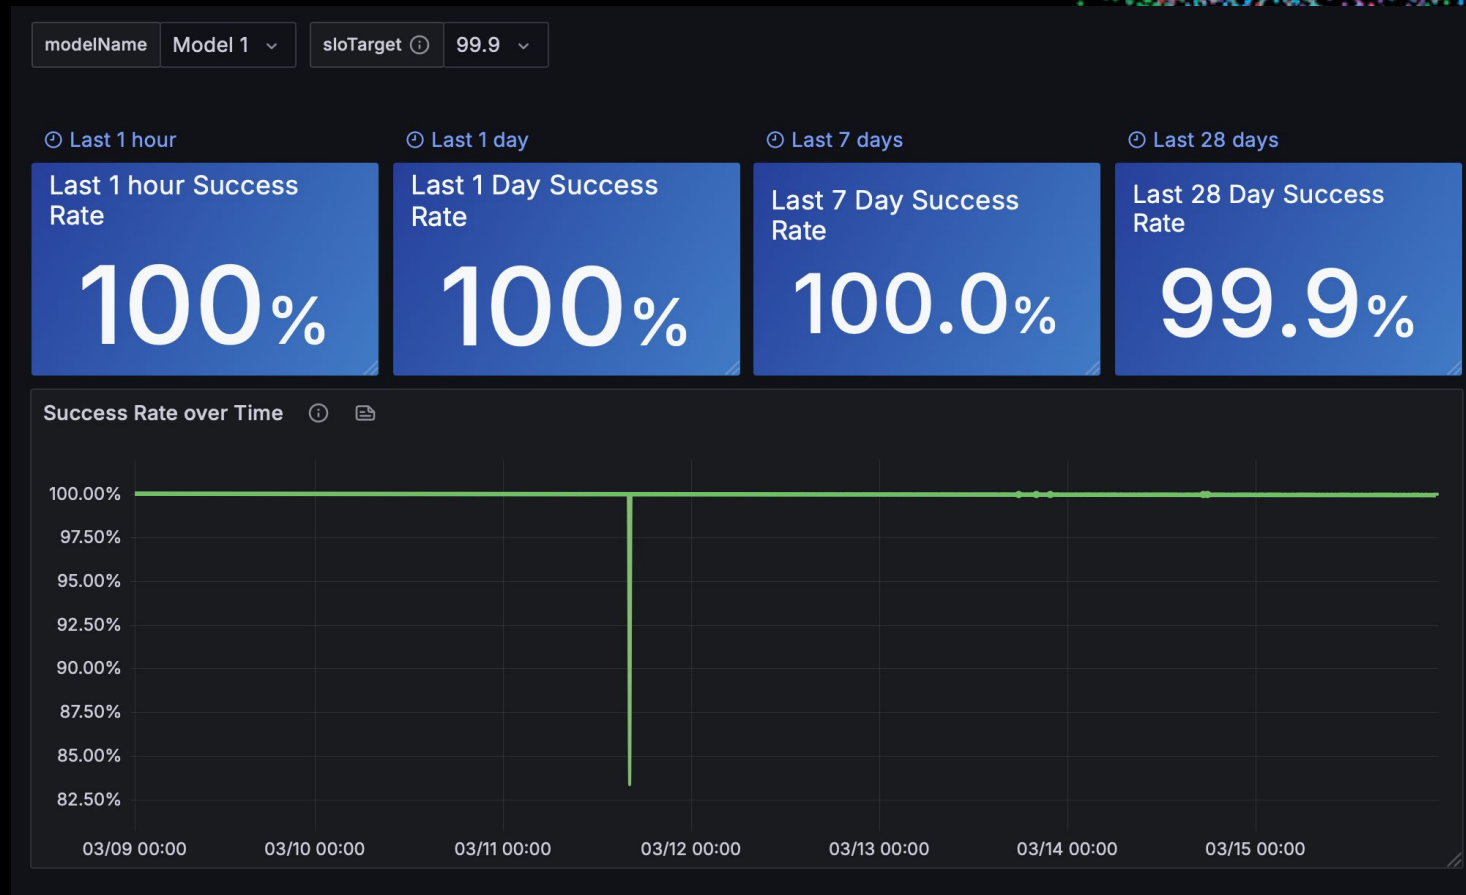 modelName Model 1 sloTarget 99.9
Last 1 hour
Last 1 hour Success
Rate
100%
Last 1 day
Last 1 Day Success
Rate
100%
Last 7 days
Last 7 Day Success
Rate
100.0%
Last 28 days
Last 28 Day Success
Rate
99.9%
Success Rate over Time
100.00%
97.50%
95.00%
92.50%
90.00%
87.50%
85.00%
82.50%
03/09 00:00 03/10 00:00 03/11 00:00 03/12 00:00 03/13 00:00 03/14 00:00 03/15 00:00